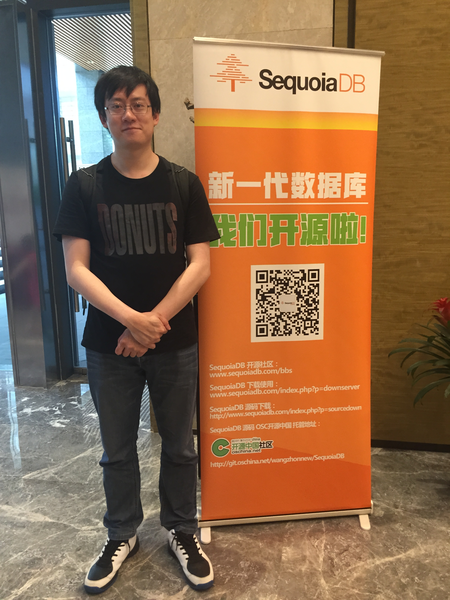 SequoiaDB
新一代数据库
我们开源啦!
DONUTS
SequoiaDB 开源社区:
www.sequoiadb.com/bbs
SequoiaDB 下载使用:
www.sequoiadb.com/index.php?p=downserver
SequoiaDB 源码下载:
http://www.sequoiadb.com/index.php?p=sourcedown
SequoiaDB 源码 OSC开源中国 托管地址:
开源中国社区
http://git.oschina.net/wangzhonnew/SequoiaDB